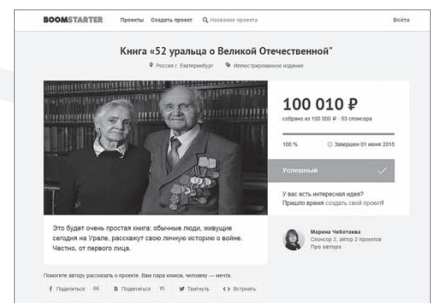 BOOMSTARTER Проекты Создать проект Название проекта Войти
Книга «52 уральца о Великой Отечественной"
Россия г. Екатеринбург Иллюстрированное издание
100 010 ₽
собрано из 100 000 ₽ · 53 спонсора
100 % Завершен 01 июня 2015
Успешный
У вас есть интересная идея?
Пришло время создать свой проект!
Это будет очень простая книга: обычные люди, живущие
сегодня на Урале, расскажут свою личную историю о войне.
Честно, от первого лица.
Марина Чеботаева
Спонсор 2, автор 2 проектов
Про автора
Помогите автору рассказать о проекте. Вам пара кликов, человеку — мечта.
Поделиться 66 Поделиться 15 Твитнуть Встроить